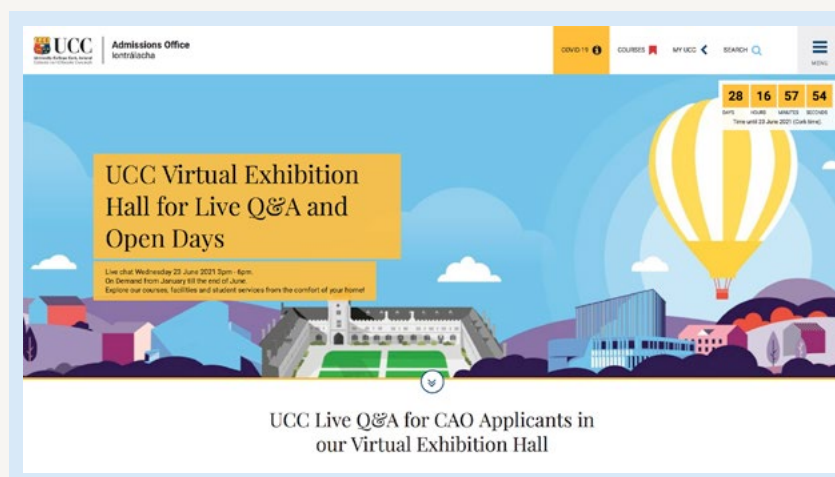 UCC
Admissions Office
Iontrálacha
COVID-19
COURSES
MY UCC
SEARCH
MENU
28 16 57 54
DAYS HOURS MINUTES SECONDS
Time until 23 June 2021 (Cork time).
UCC Virtual Exhibition
Hall for Live Q&A and
Open Days
Live chat Wednesday 23 June 2021 3pm - 6pm.
On Demand from January till the end of June.
Explore our courses, facilities and student services from the comfort of your home!
UCC Live Q&A for CAO Applicants in
our Virtual Exhibition Hall